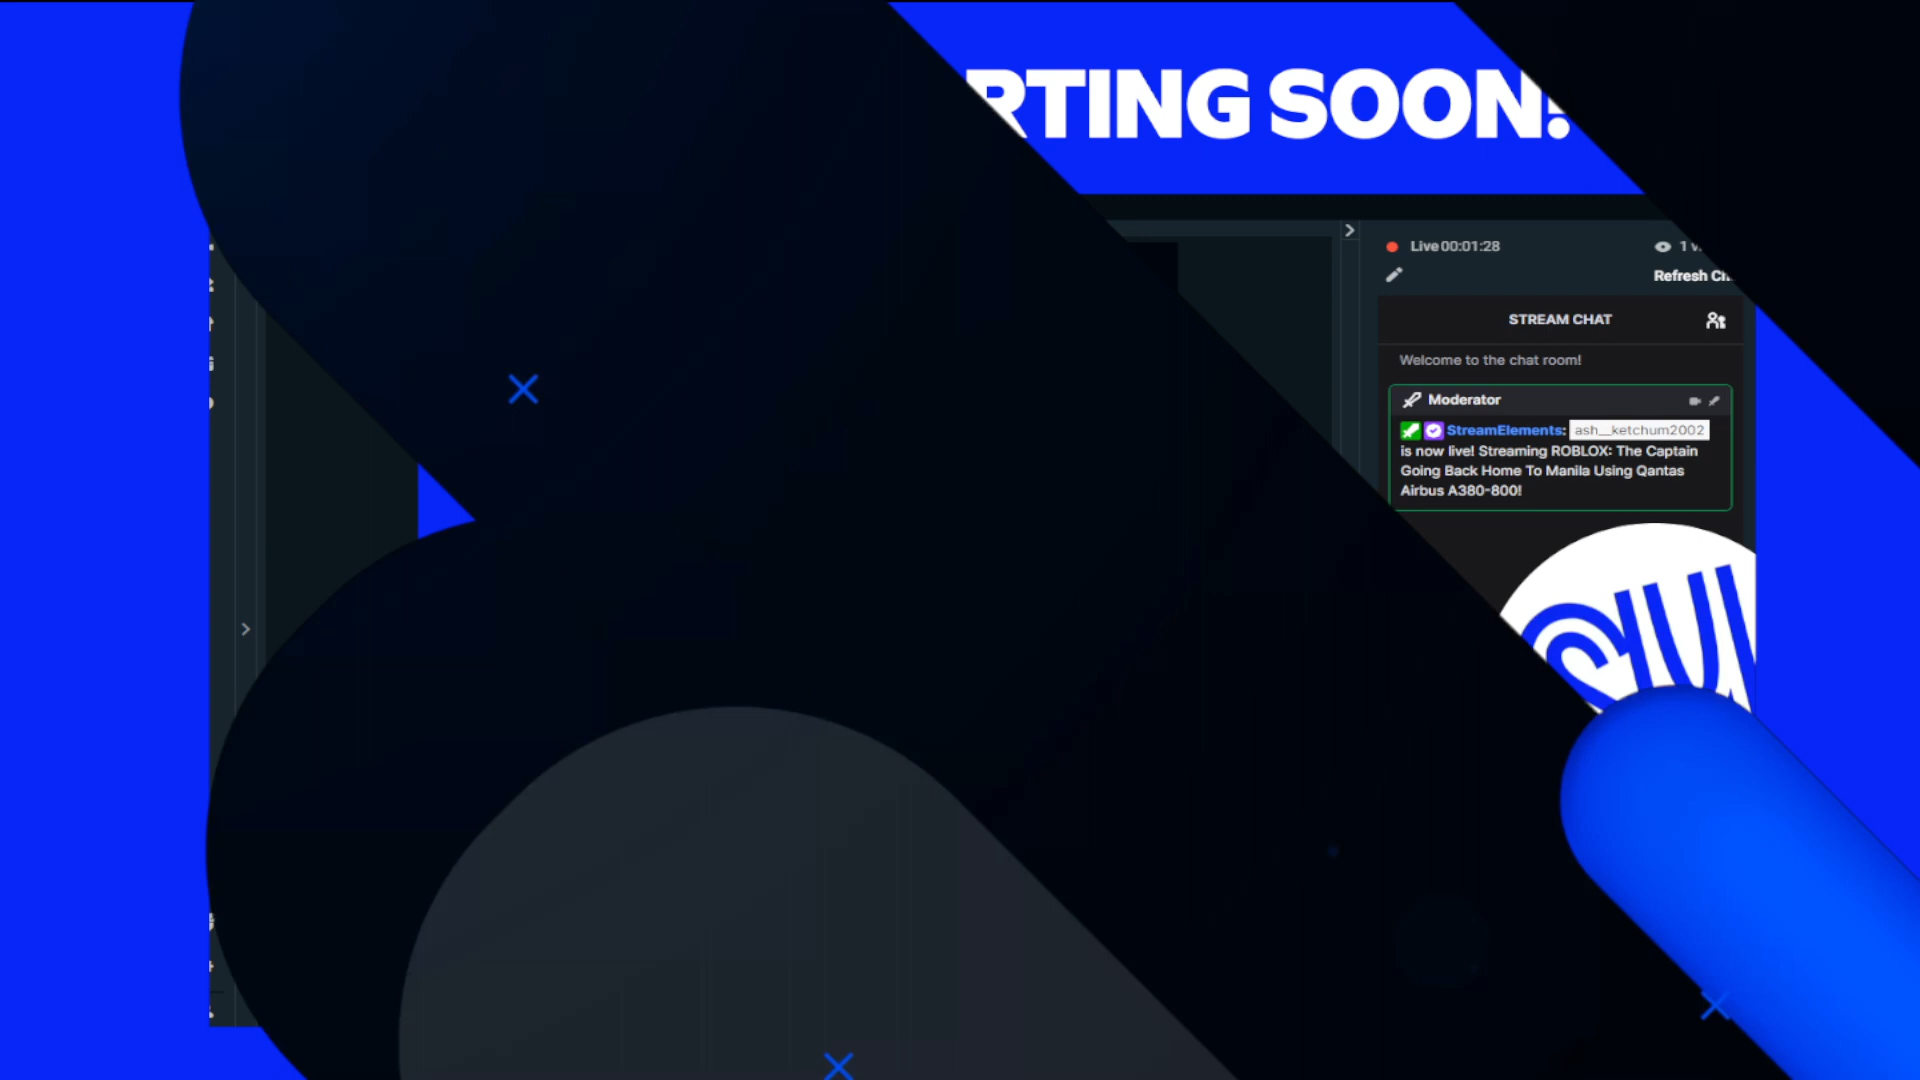 RTING SOON!
Live 00:01:28
1
Refresh
STREAM CHAT
Welcome to the chat room!
Moderator
StreamElements: ash__ketchum2002
is now live! Streaming ROBLOX: The Captain
Going Back Home To Manila Using Qantas
Airbus A380-800!